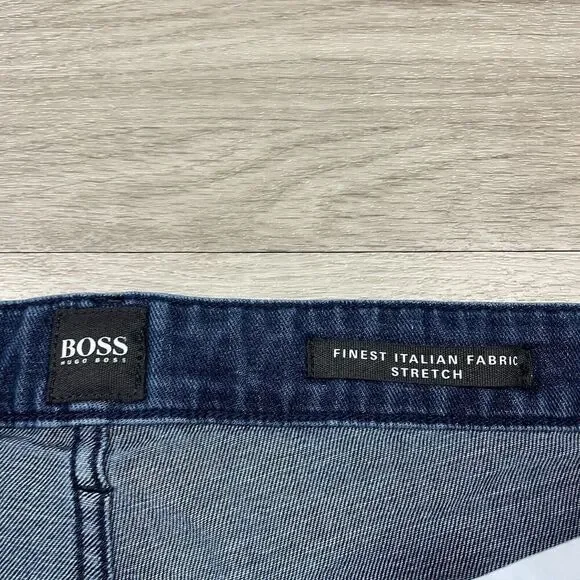 BOSS
HUGO BOSS
FINEST ITALIAN FABRIC
STRETCH